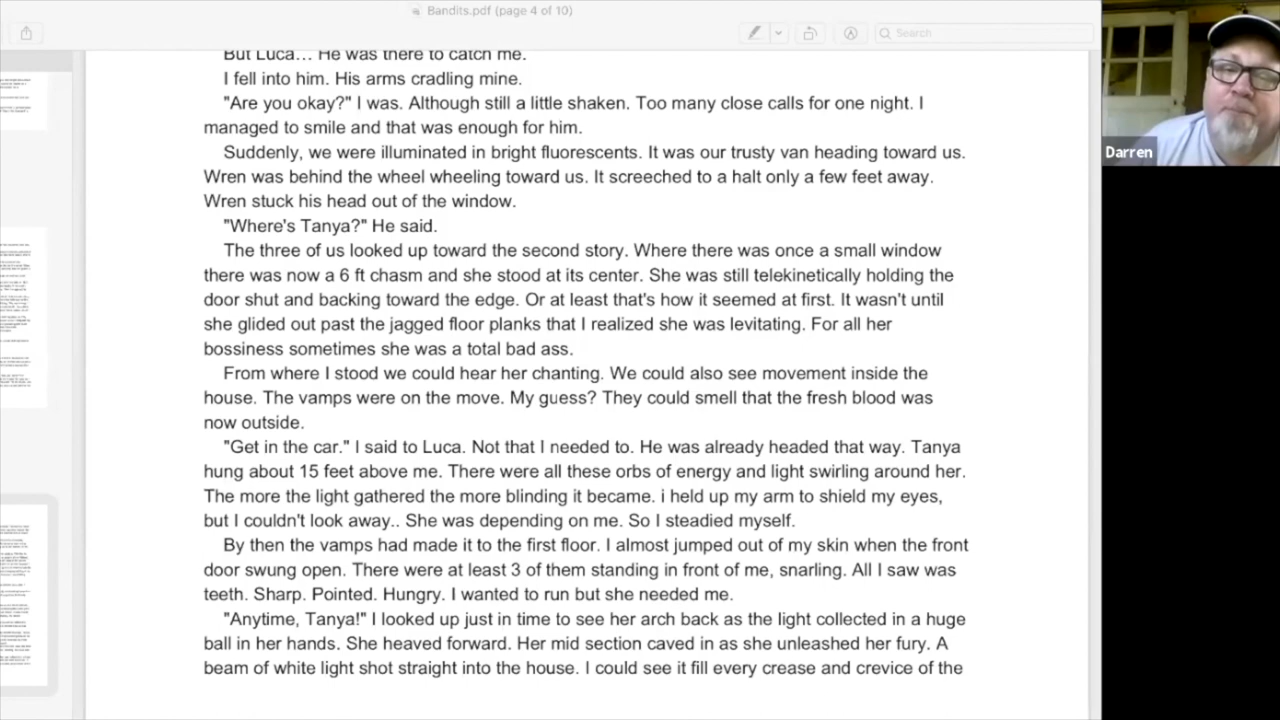 Bandits.pdf (page 4 of 10)
Search
But Luca… He was there to catch me.
I fell into him. His arms cradling mine.
"Are you okay?" I was. Although still a little shaken. Too many close calls for one night. I
managed to smile and that was enough for him.
Suddenly, we were illuminated in bright fluorescents. It was our trusty van heading toward us.
Wren was behind the wheel wheeling toward us. It screeched to a halt only a few feet away.
Wren stuck his head out of the window.
"Where's Tanya?" He said.
The three of us looked up toward the second story. Where there was once a small window
there was now a 6 ft chasm and she stood at its center. She was still telekinetically holding the
door shut and backing toward the edge. Or at least that's how it seemed at first. It wasn't until
she glided out past the jagged floor planks that I realized she was levitating. For all her
bossiness sometimes she was a total bad ass.
From where I stood we could hear her chanting. We could also see movement inside the
house. The vamps were on the move. My guess? They could smell that the fresh blood was
now outside.
"Get in the car." I said to Luca. Not that I needed to. He was already headed that way. Tanya
hung about 15 feet above me. There were all these orbs of energy and light swirling around her.
The more the light gathered the more blinding it became. i held up my arm to shield my eyes,
but I couldn't look away.. She was depending on me. So I steadied myself.
By then the vamps had made it to the first floor. I almost jumped out of my skin when the front
door swung open. There were at least 3 of them standing in front of me, snarling. All I saw was
teeth. Sharp. Pointed. Hungry. I wanted to run but she needed me.
"Anytime, Tanya!" I looked up just in time to see her arch back as the light collected in a huge
ball in her hands. She heaved forward. Her mid section caved in as she unleashed her fury. A
beam of white light shot straight into the house. I could see it fill every crease and crevice of the
Darren